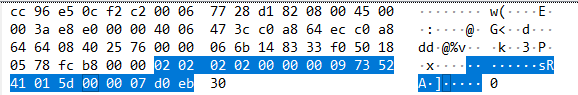 cc 96 e5 0c f2 c2 00 06 77 28 d1 82 08 00 45 00 ········w(····E·
00 3a e8 e0 00 00 40 06 47 3c c0 a8 64 ec c0 a8 ·:····@·G<··d···
64 64 08 40 25 76 00 00 06 6b 14 83 33 f0 50 18 dd·@%v···k··3·P·
05 78 fc b8 00 00 02 02 02 02 00 00 00 09 73 52 ·x············sR
41 01 5d 00 00 07 d0 eb 30 A·]·····0